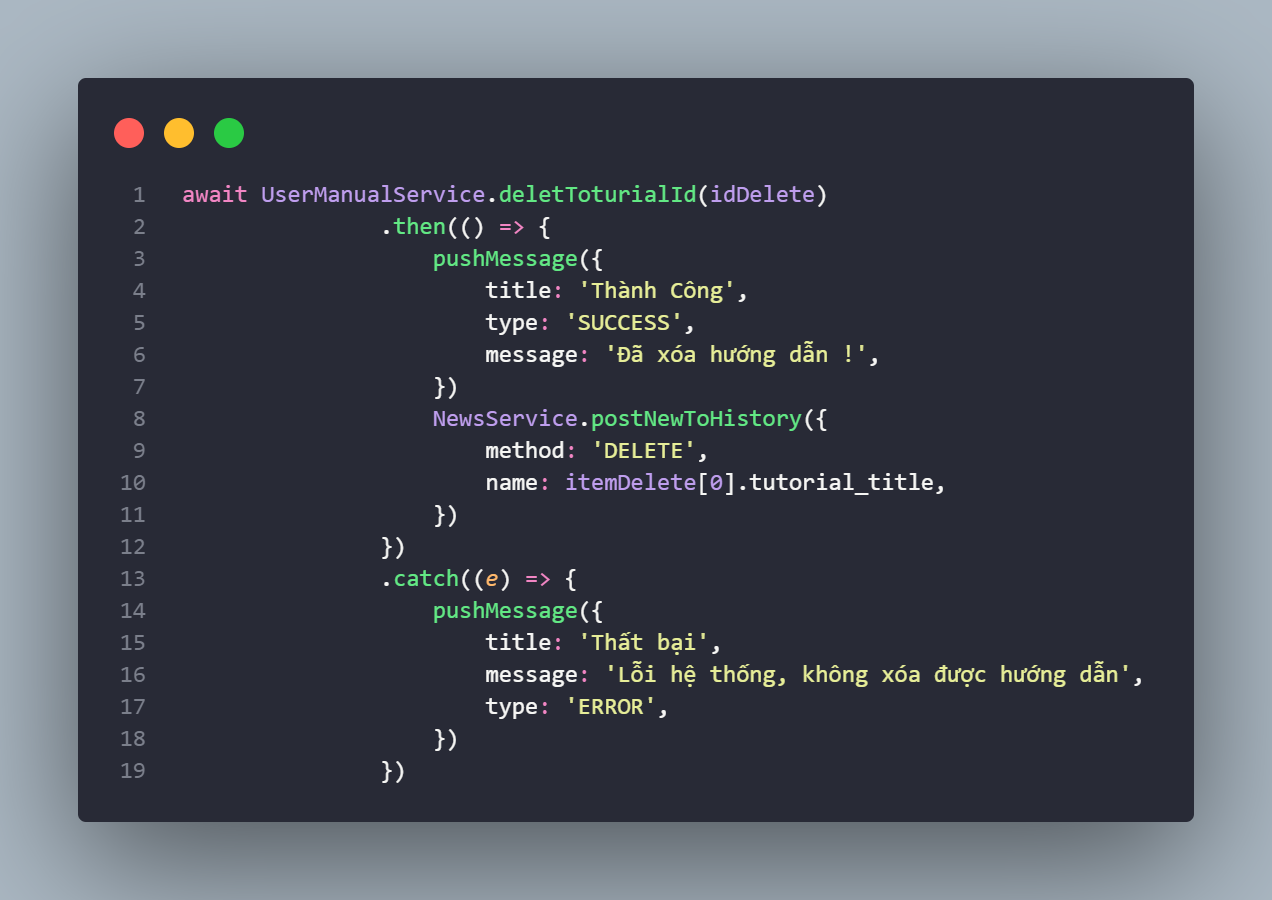 1 await UserManualService.deletToturialId(idDelete)
2 .then(() => {
3 pushMessage({
4 title: 'Thành Công',
5 type: 'SUCCESS',
6 message: 'Đã xóa hướng dẫn !',
7 })
8 NewsService.postNewToHistory({
9 method: 'DELETE',
10 name: itemDelete[0].tutorial_title,
11 })
12 })
13 .catch((e) => {
14 pushMessage({
15 title: 'Thất bại',
16 message: 'Lỗi hệ thống, không xóa được hướng dẫn',
17 type: 'ERROR',
18 })
19 })